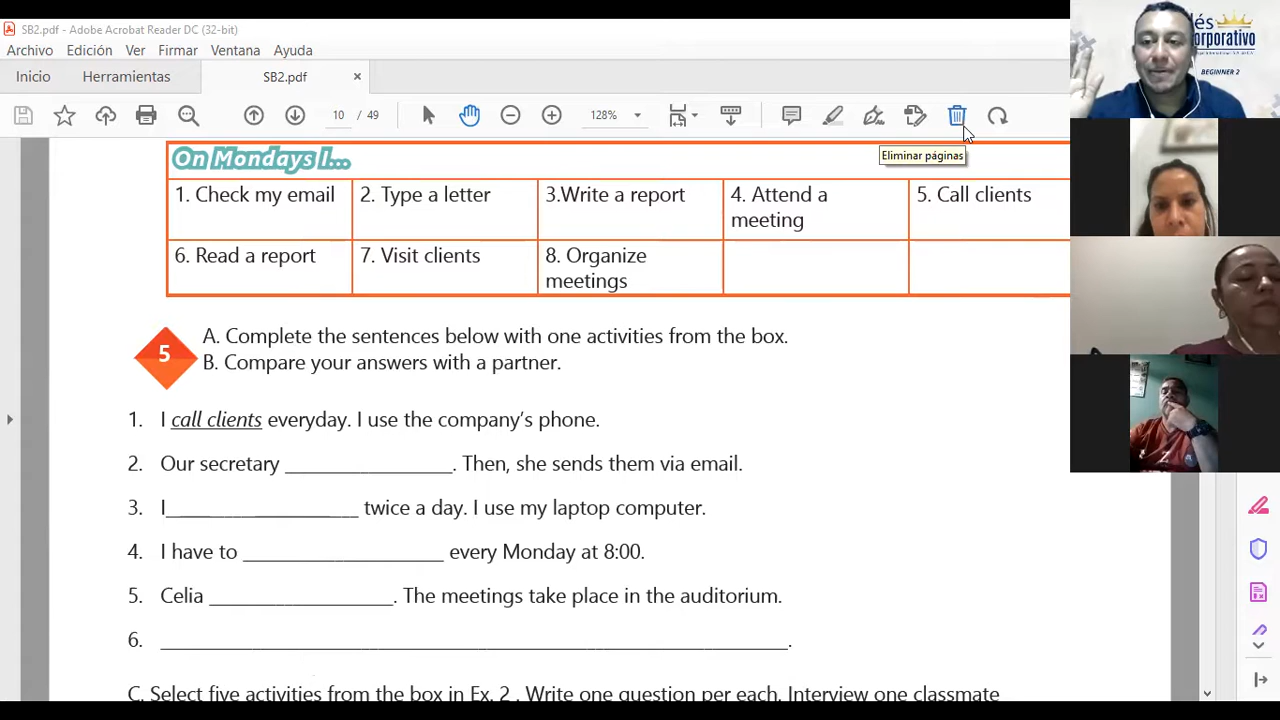 SB2.pdf - Adobe Acrobat Reader DC (32-bit)
Archivo Edición Ver Firmar Ventana Ayuda
Inicio Herramientas SB2.pdf ×
10 / 49 128%
Eliminar páginas
On Mondays I...
1. Check my email 2. Type a letter 3.Write a report 4. Attend a meeting 5. Call clients
6. Read a report 7. Visit clients 8. Organize meetings
5
A. Complete the sentences below with one activities from the box.
B. Compare your answers with a partner.
1. I call clients everyday. I use the company's phone.
2. Our secretary _________________. Then, she sends them via email.
3. I____________________ twice a day. I use my laptop computer.
4. I have to ____________________ every Monday at 8:00.
5. Celia ___________________. The meetings take place in the auditorium.
6. _______________________________________________________________.
C. Select five activities from the box in Ex. 2 . Write one question per each. Interview one classmate
és
orporativo
BEGINNER 2